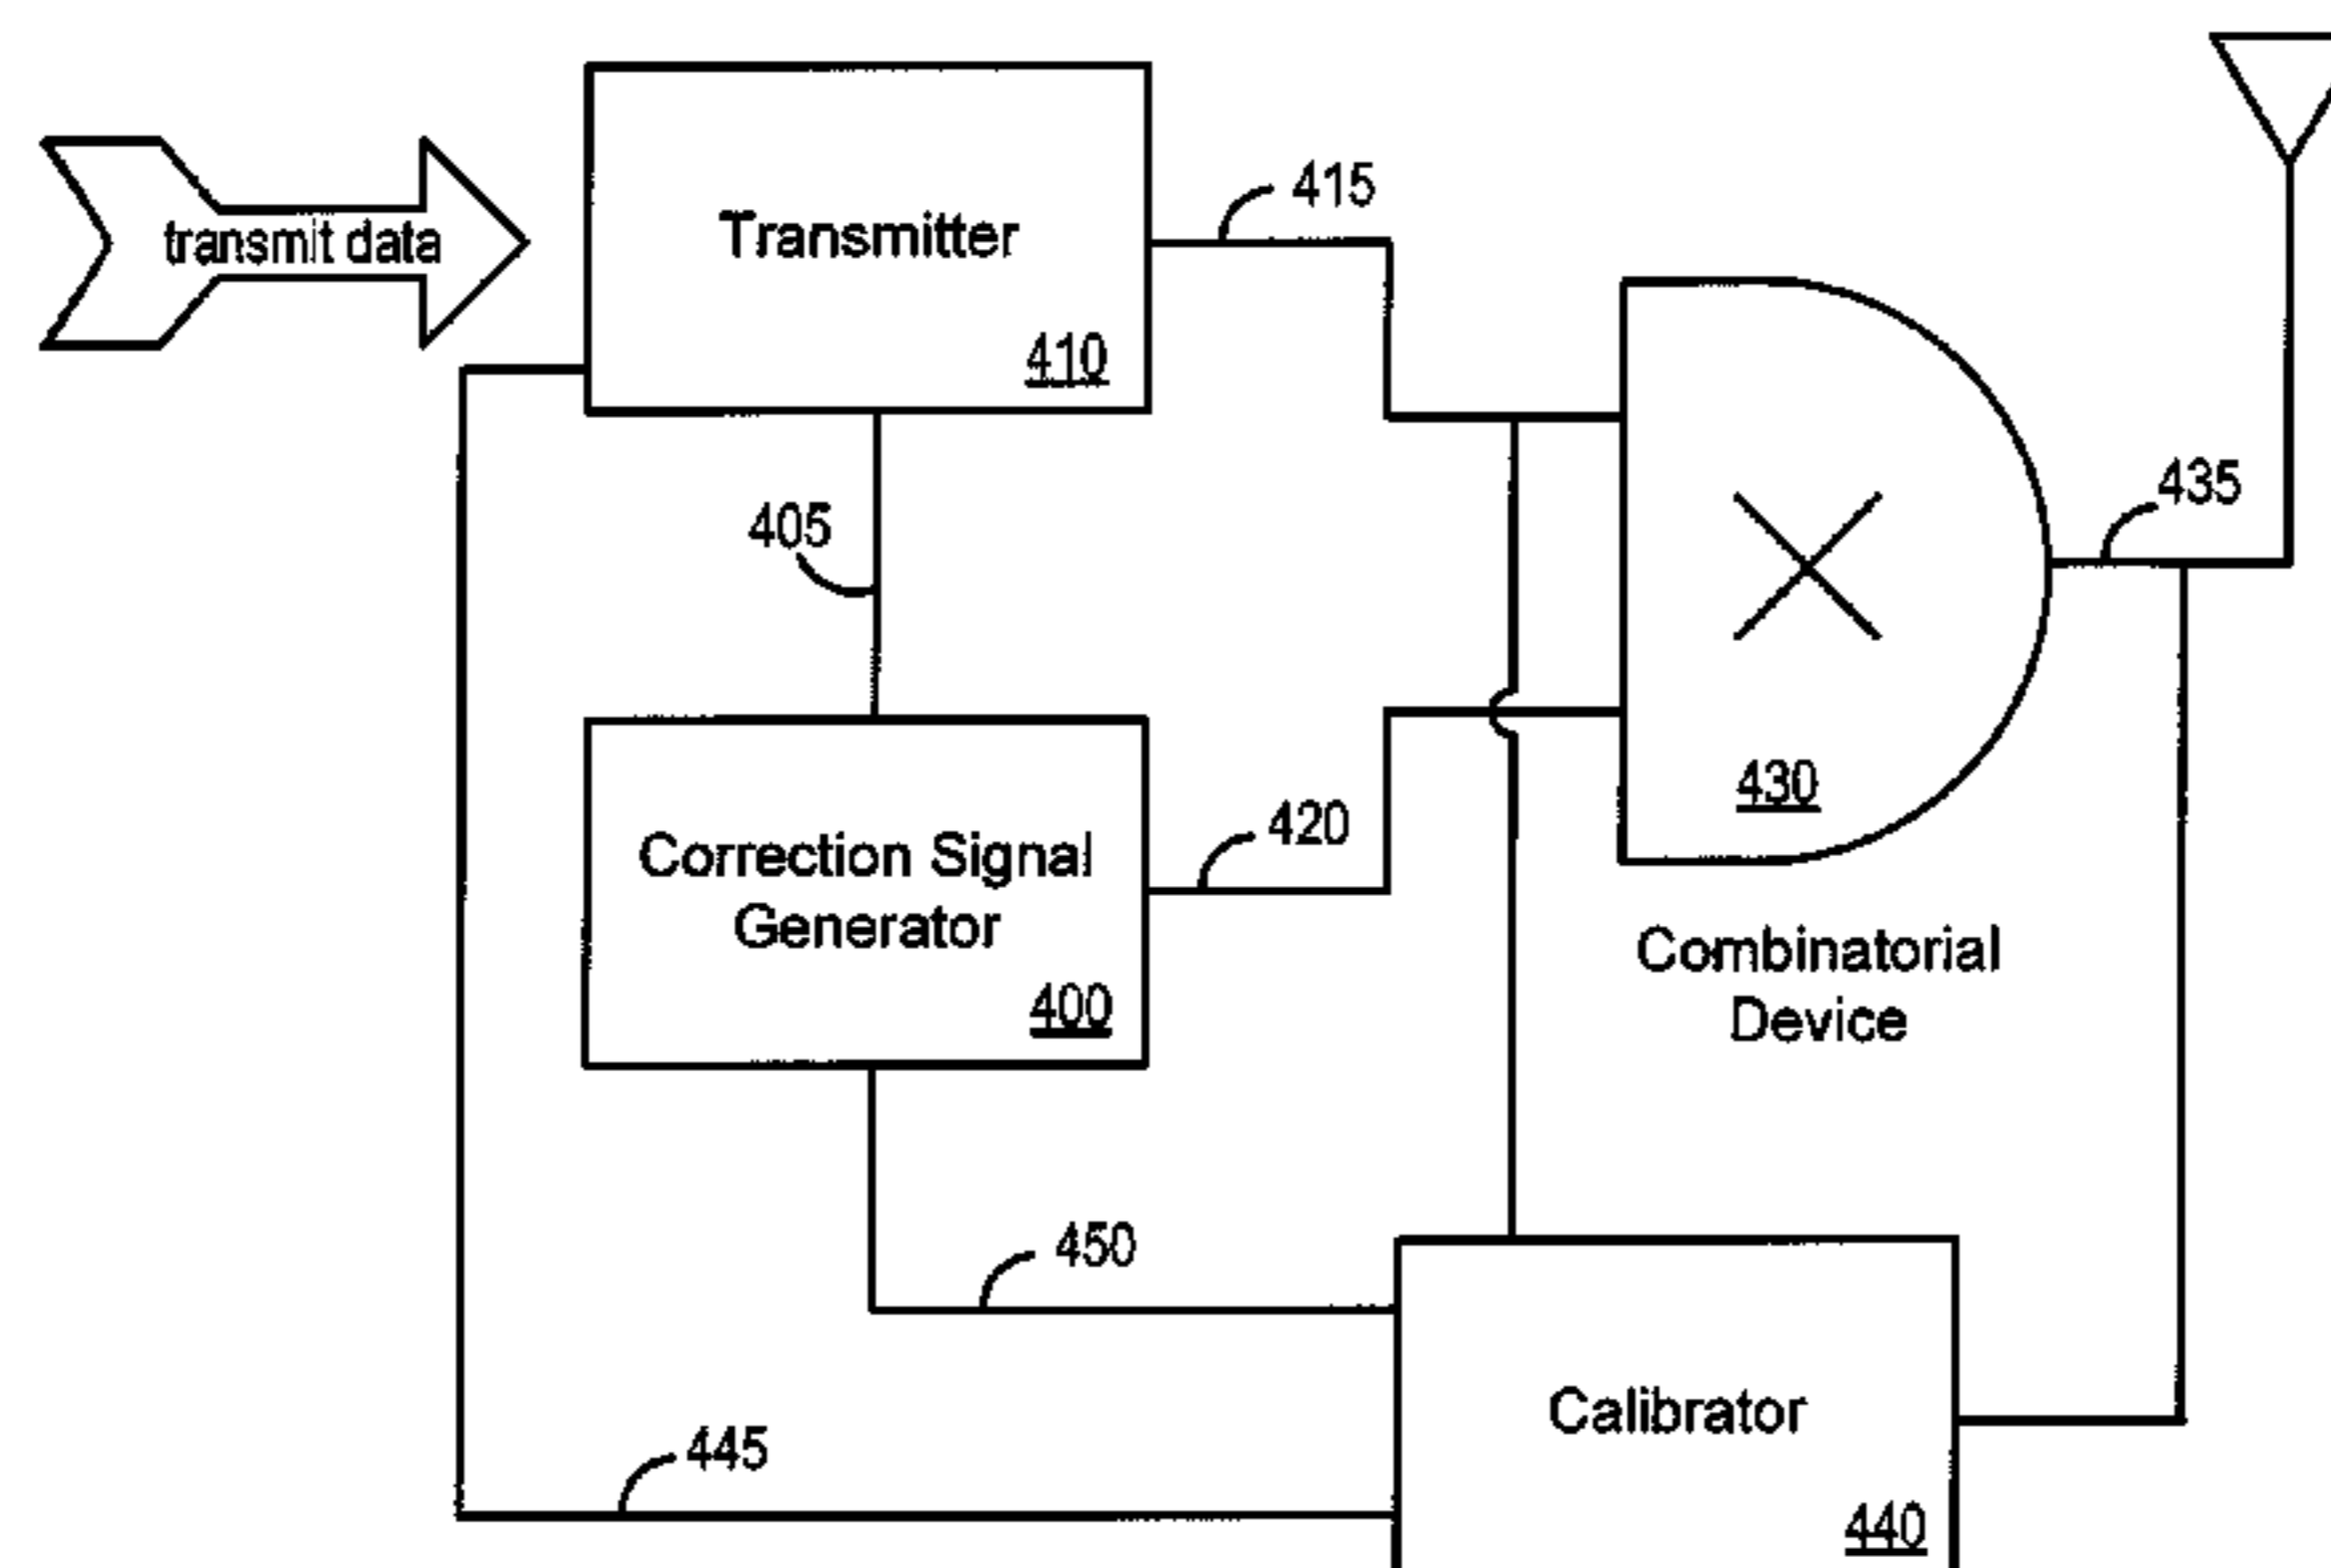 transmit data
Transmitter
410
415
405
435
430
420
Correction Signal
Generator
400
Combinatorial
Device
450
Calibrator
445
440